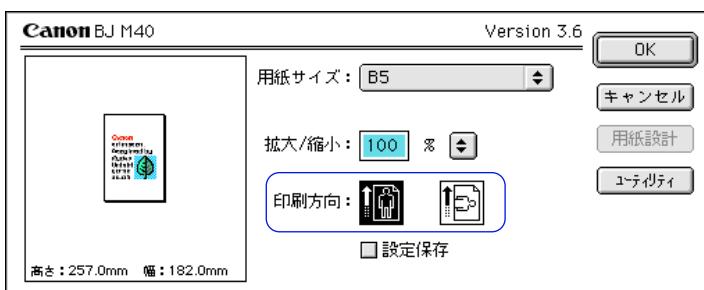 Canon BJ M40
Version 3.6
OK
用紙サイズ： B5
キャンセル
拡大/縮小： 100 %
用紙設計
ユーティリティ
印刷方向：
設定保存
高さ：257.0mm 幅：182.0mm
Canon